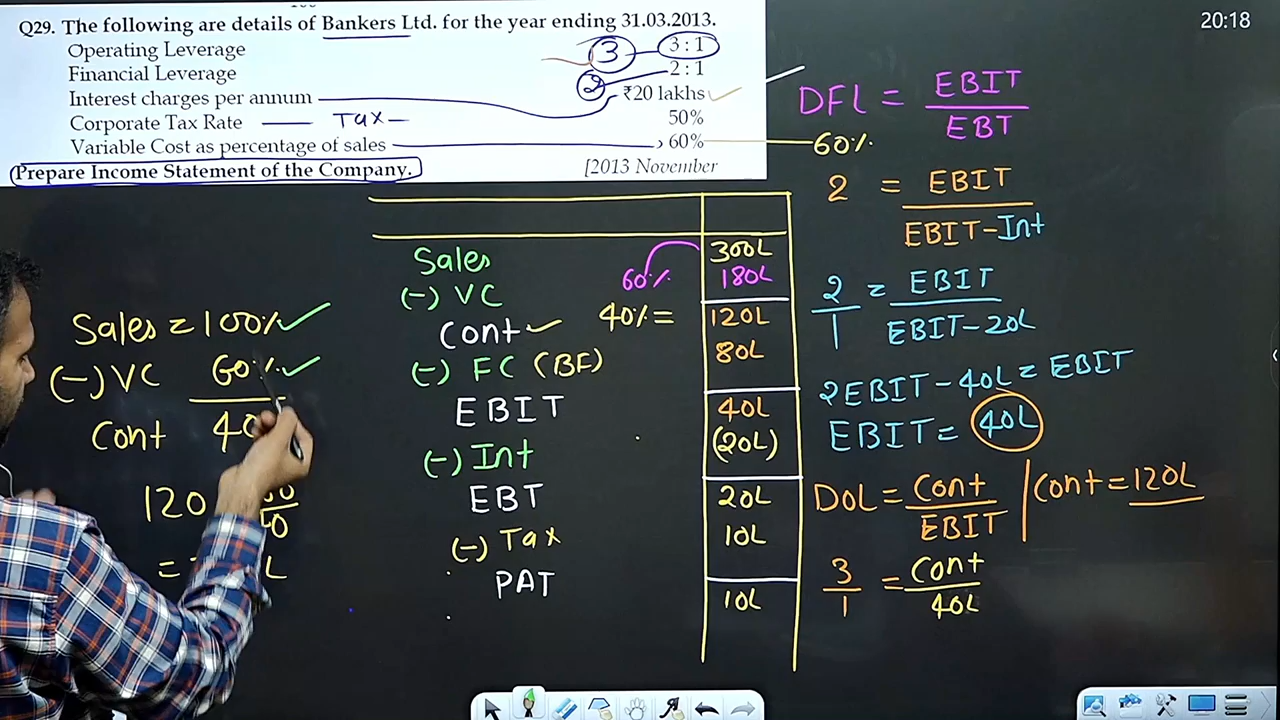 20:18
Q29. The following are details of Bankers Ltd. for the year ending 31.03.2013.
Operating Leverage 3 3 : 1
Financial Leverage 2 2 : 1
Interest charges per annum ₹20 lakhs
Corporate Tax Rate Tax 50%
Variable Cost as percentage of sales 60% 60%
Prepare Income Statement of the Company. [2013 November
Sales 300L
60% 180L
(-) VC
Cont 40% = 120L
(-) FC (BF) 80L
EBIT 40L
(-) Int (20L)
EBT 20L
(-) Tax 10L
PAT 10L
Sales = 100%
(-) VC 60%
Cont 40
120
=
DFL = EBIT
EBT
2 = EBIT
EBIT-Int
2 = EBIT
1 EBIT-20L
2EBIT - 40L = EBIT
EBIT = 40L
DOL = Cont | Cont = 120L
EBIT
3 = Cont
1 40L